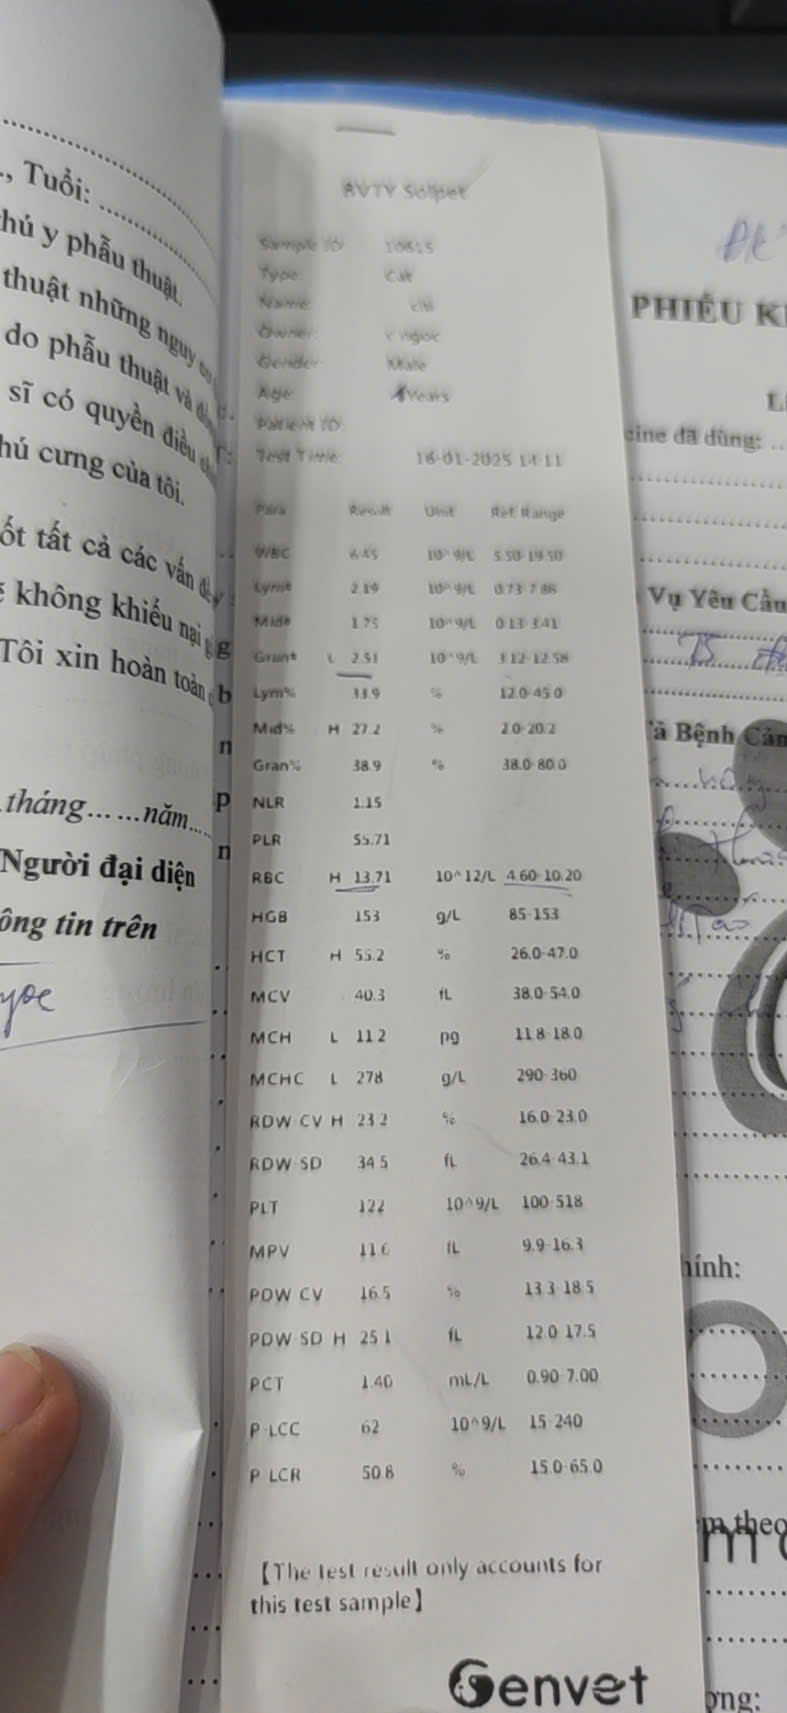 ., Tuổi:
thú y phẫu thuật.
thuật những nguy
do phẫu thuật và
sĩ có quyền điều
hú cưng của tôi.
ốt tất cả các vấn đề
không khiếu nại gì
Tôi xin hoàn toàn
tháng......năm....
Người đại diện
ông tin trên
BVTY Solpet
Sample ID 10615
Type: Cat
Name:
Owner: ngoc
Gender: Male
Age: Years
Patient ID:
Test Time: 16-01-2025 14:11
Para Result Unit Ref. Range
WBC 6.45 10^9/L 5.50-19.50
Lym# 2.19 10^9/L 0.73-7.86
Mid# 1.75 10^9/L 0.13-3.41
Gran# L 2.51 10^9/L 3.12-12.58
Lym% 33.9 % 12.0-45.0
Mid% H 27.2 % 2.0-20.2
Gran% 38.9 % 38.0-80.0
NLR 1.15
PLR 55.71
RBC H 13.71 10^12/L 4.60-10.20
HGB 153 g/L 85-153
HCT H 55.2 % 26.0-47.0
MCV 40.3 fL 38.0-54.0
MCH L 11.2 pg 11.8-18.0
MCHC L 278 g/L 290-360
RDW-CV H 23.2 % 16.0-23.0
RDW-SD 34.5 fL 26.4-43.1
PLT 122 10^9/L 100-518
MPV 11.6 fL 9.9-16.3
PDW-CV 16.5 % 13.3-18.5
PDW-SD H 25.1 fL 12.0-17.5
PCT 1.40 mL/L 0.90-7.00
P-LCC 62 10^9/L 15-240
P-LCR 50.8 % 15.0-65.0
【The test result only accounts for
this test sample】
Genvet
PHIẾU K
cine đã dùng:
Vụ Yêu Cầu
ả Bệnh Cản
hính:
m theo
ợng: